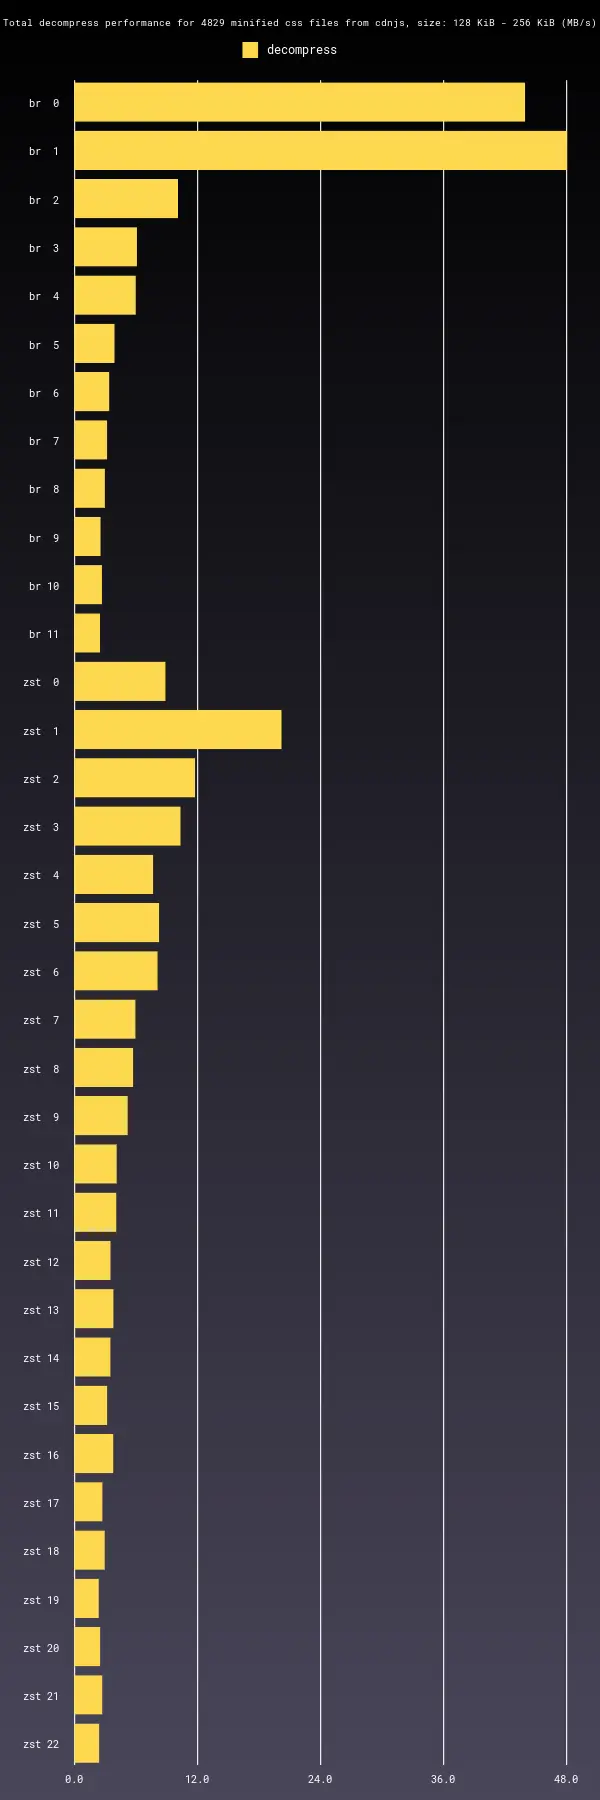 Total decompress performance for 4829 minified css files from cdnjs, size: 128 KiB - 256 KiB (MB/s)
decompress
br 0
br 1
br 2
br 3
br 4
br 5
br 6
br 7
br 8
br 9
br 10
br 11
zst 0
zst 1
zst 2
zst 3
zst 4
zst 5
zst 6
zst 7
zst 8
zst 9
zst 10
zst 11
zst 12
zst 13
zst 14
zst 15
zst 16
zst 17
zst 18
zst 19
zst 20
zst 21
zst 22
0.0 12.0 24.0 36.0 48.0